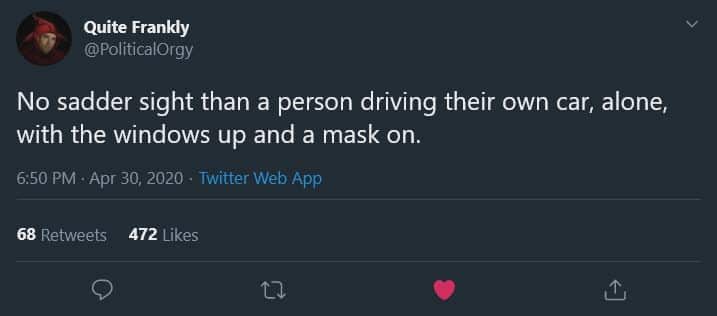 Quite Frankly
@PoliticalOrgy
No sadder sight than a person driving their own car, alone,
with the windows up and a mask on.
6:50 PM · Apr 30, 2020 · Twitter Web App
68 Retweets 472 Likes